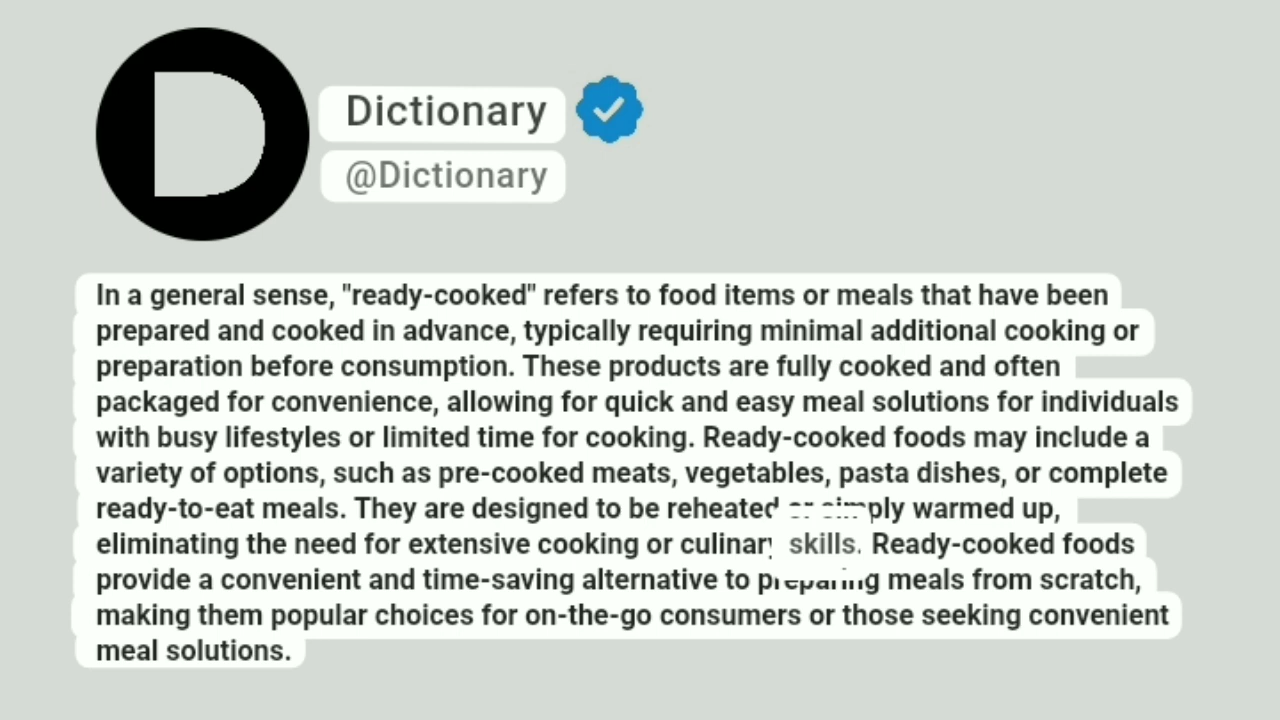 D
Dictionary
@Dictionary
In a general sense, "ready-cooked" refers to food items or meals that have been
prepared and cooked in advance, typically requiring minimal additional cooking or
preparation before consumption. These products are fully cooked and often
packaged for convenience, allowing for quick and easy meal solutions for individuals
with busy lifestyles or limited time for cooking. Ready-cooked foods may include a
variety of options, such as pre-cooked meats, vegetables, pasta dishes, or complete
ready-to-eat meals. They are designed to be reheated or simply warmed up,
eliminating the need for extensive cooking or culinary skills. Ready-cooked foods
provide a convenient and time-saving alternative to preparing meals from scratch,
making them popular choices for on-the-go consumers or those seeking convenient
meal solutions.